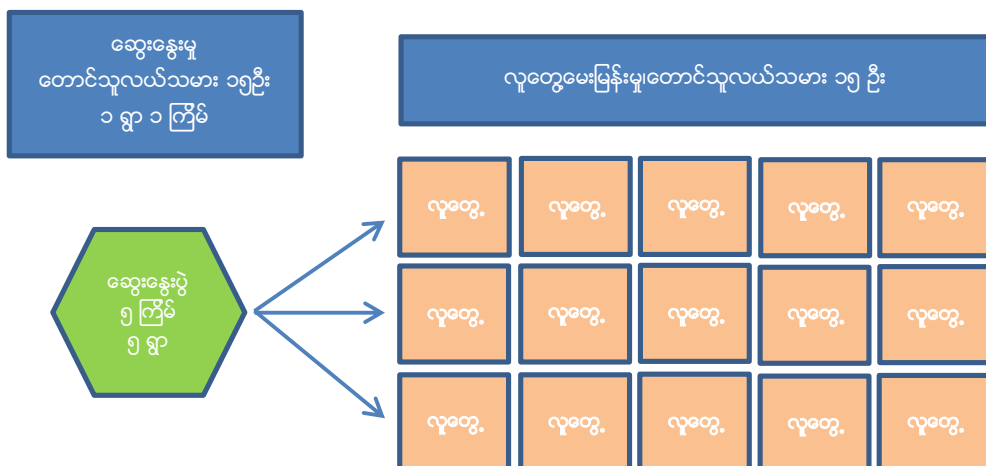 ဆွေးနွေးမှု
တောင်သူလယ်သမား ၁၅ဦး
၁ ရွာ ၁ ကြိမ်
လူတွေ့မေးမြန်းမှု၊တောင်သူလယ်သမား ၁၅ ဦး
လူတွေ့ လူတွေ့ လူတွေ့ လူတွေ့ လူတွေ့
ဆွေးနွေးပွဲ
၅ ကြိမ်
၅ ရွာ
လူတွေ့ လူတွေ့ လူတွေ့ လူတွေ့ လူတွေ့
လူတွေ့ လူတွေ့ လူတွေ့ လူတွေ့ လူတွေ့